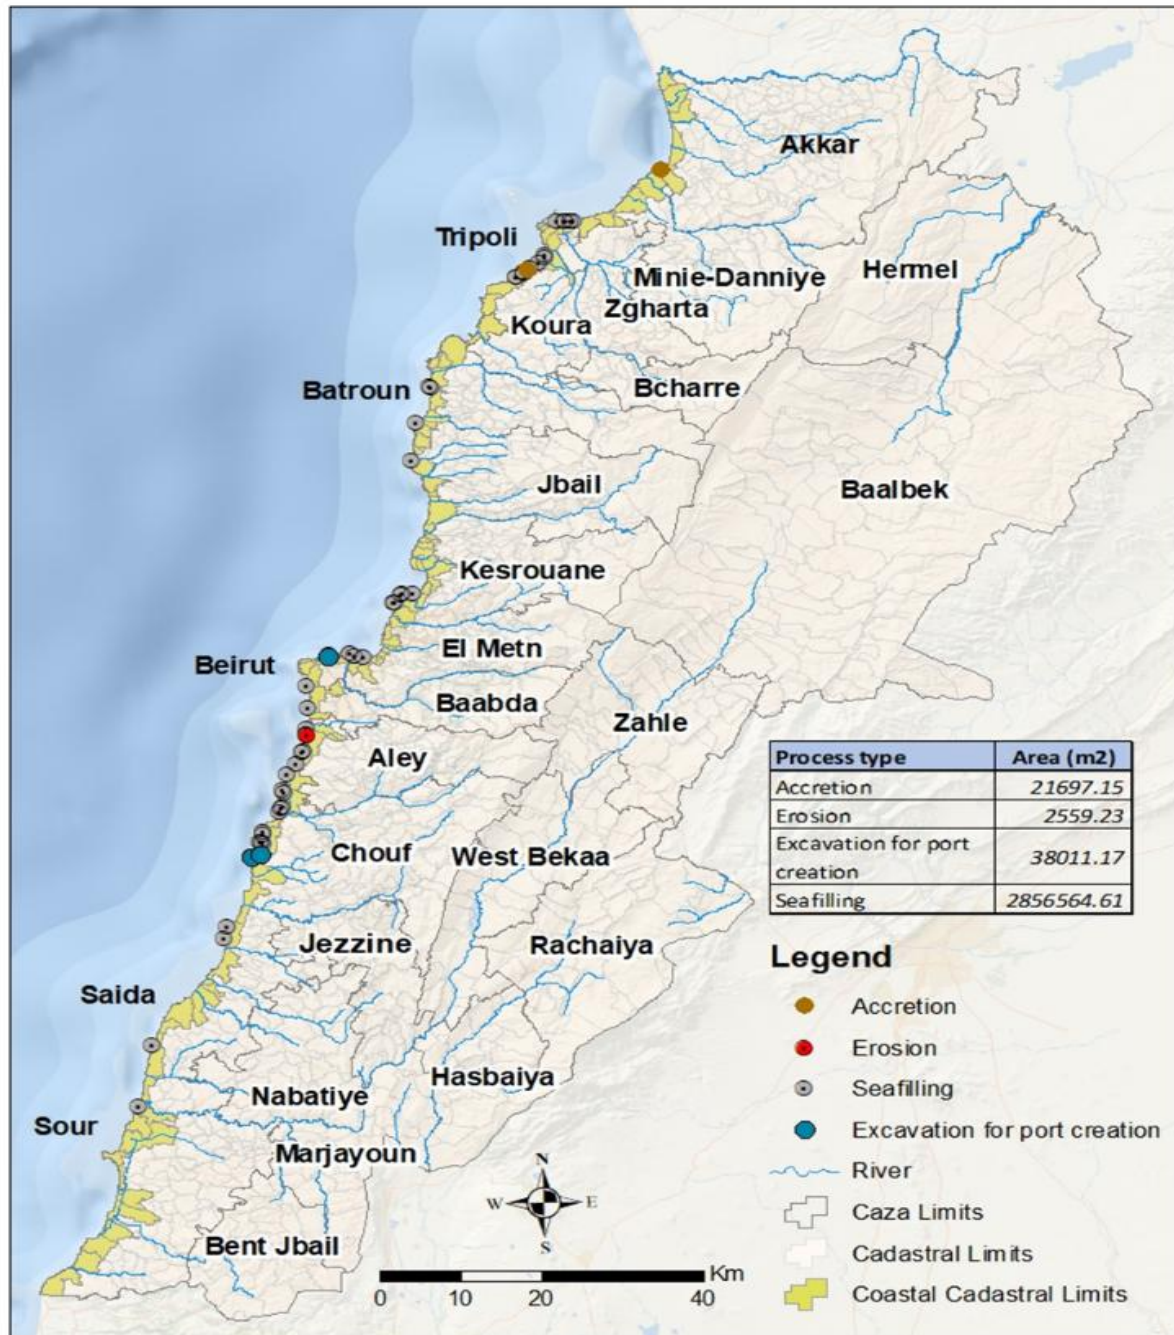 Akkar
Tripoli
Minie-Danniye
Hermel
Zgharta
Koura
Batroun
Bcharre
Jbail
Baalbek
Kesrouane
El Metn
Beirut
Baabda
Zahle
Aley
Process type Area (m2)
Accretion 21697.15
Erosion 2559.23
Excavation for port
creation 38011.17
Seafilling 2856564.61
Chouf
West Bekaa
Jezzine
Rachaiya
Saida
Hasbaiya
Nabatiye
Sour
Marjayoun
Bent Jbail
Legend
Accretion
Erosion
Seafilling
Excavation for port creation
River
Caza Limits
Cadastral Limits
Coastal Cadastral Limits
N
W E
S
Km
0 10 20 40